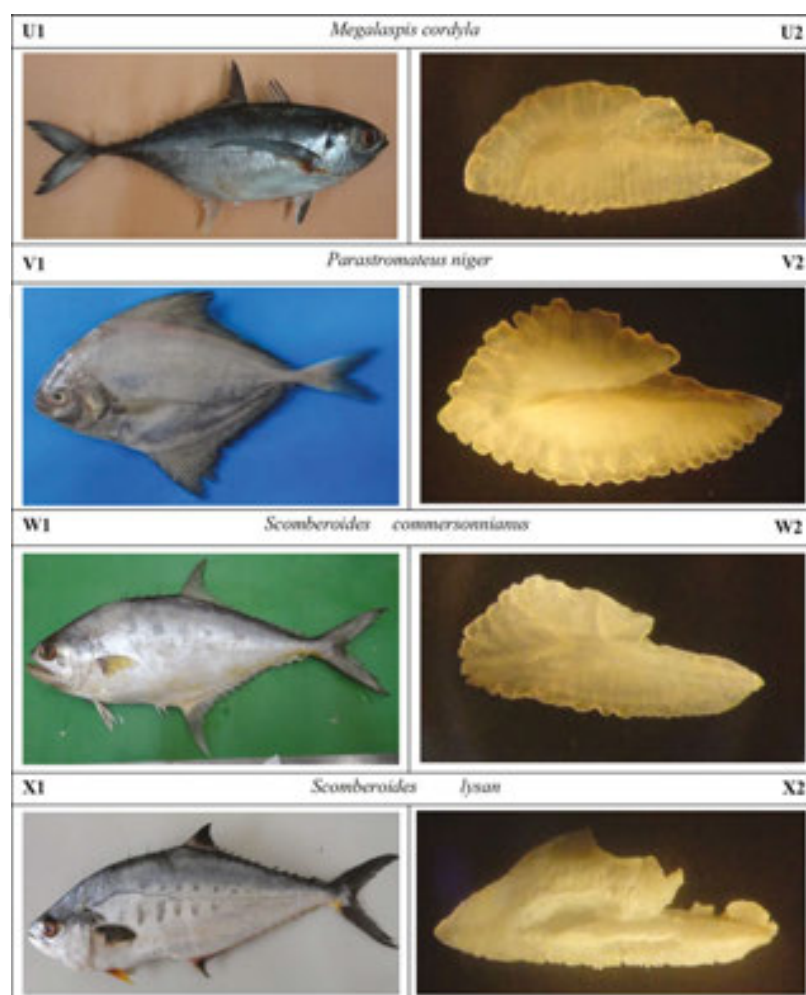 U1 Megalaspis cordyla U2
V1 Parastromateus niger V2
W1 Scomberoides commersonnianus W2
X1 Scomberoides lysan X2